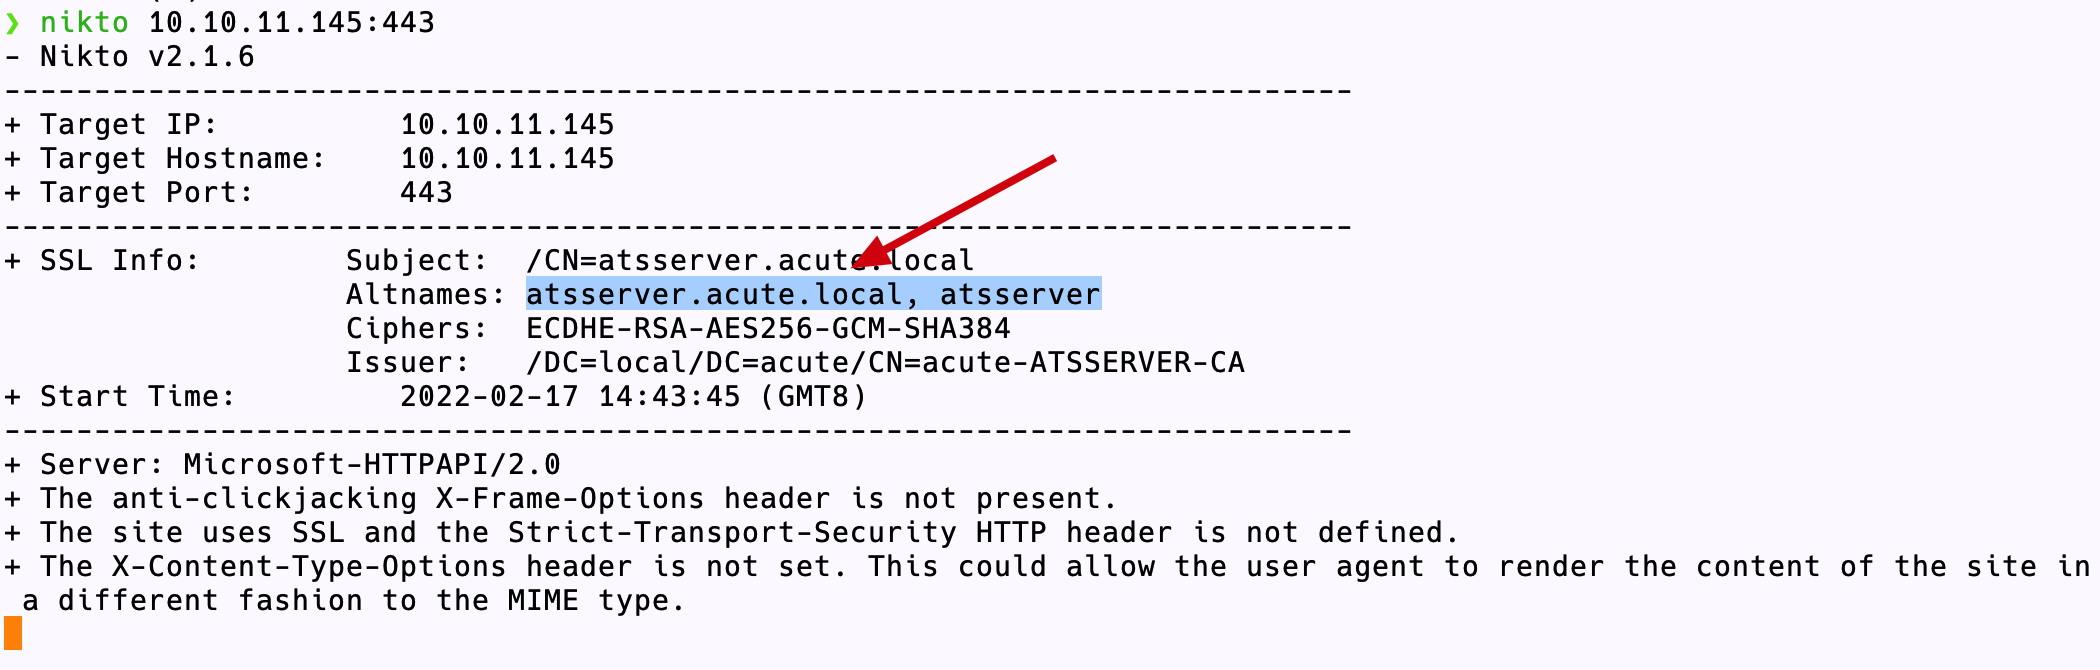 ❯ nikto 10.10.11.145:443
- Nikto v2.1.6
---------------------------------------------------------------------------
+ Target IP:          10.10.11.145
+ Target Hostname:    10.10.11.145
+ Target Port:        443
---------------------------------------------------------------------------
+ SSL Info:        Subject:  /CN=atsserver.acute.local
                   Altnames: atsserver.acute.local, atsserver
                   Ciphers:  ECDHE-RSA-AES256-GCM-SHA384
                   Issuer:   /DC=local/DC=acute/CN=acute-ATSSERVER-CA
+ Start Time:         2022-02-17 14:43:45 (GMT8)
---------------------------------------------------------------------------
+ Server: Microsoft-HTTPAPI/2.0
+ The anti-clickjacking X-Frame-Options header is not present.
+ The site uses SSL and the Strict-Transport-Security HTTP header is not defined.
+ The X-Content-Type-Options header is not set. This could allow the user agent to render the content of the site in
 a different fashion to the MIME type.